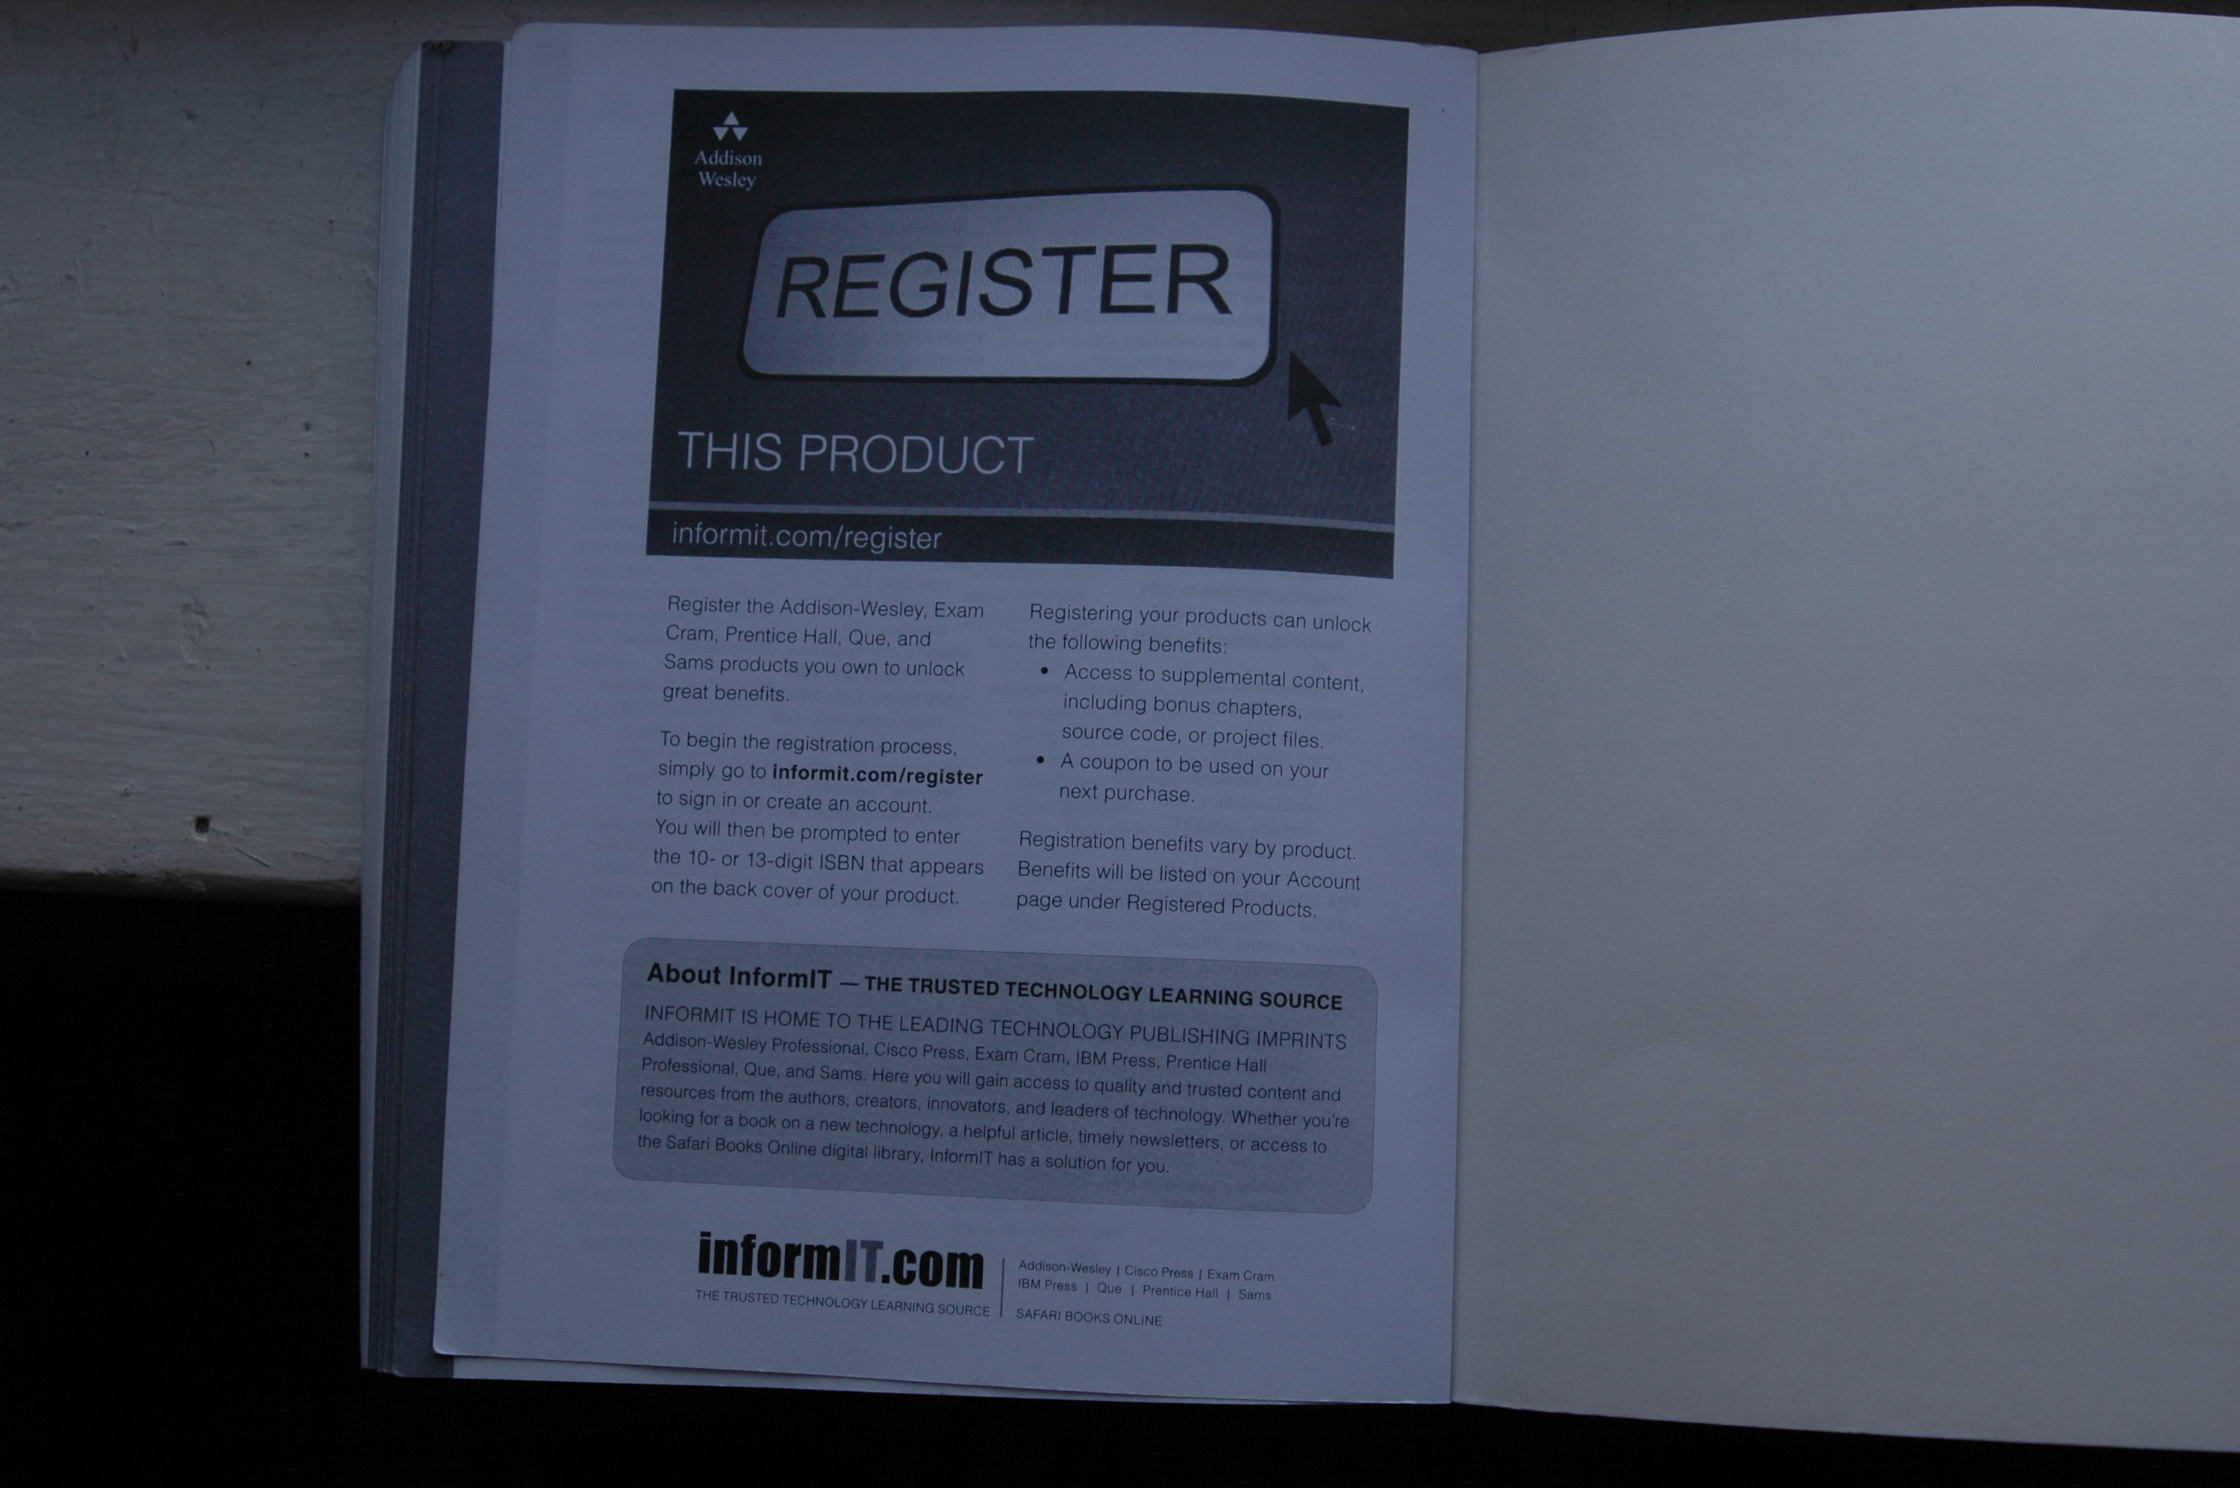 Addison
Wesley
REGISTER
THIS PRODUCT
informit.com/register
Register the Addison-Wesley, Exam
Cram, Prentice Hall, Que, and
Sams products you own to unlock
great benefits.
To begin the registration process,
simply go to informit.com/register
to sign in or create an account.
You will then be prompted to enter
the 10- or 13-digit ISBN that appears
on the back cover of your product.
Registering your products can unlock
the following benefits:
• Access to supplemental content,
including bonus chapters,
source code, or project files.
• A coupon to be used on your
next purchase.
Registration benefits vary by product.
Benefits will be listed on your Account
page under Registered Products.
About InformIT — THE TRUSTED TECHNOLOGY LEARNING SOURCE
INFORMIT IS HOME TO THE LEADING TECHNOLOGY PUBLISHING IMPRINTS
Addison-Wesley Professional, Cisco Press, Exam Cram, IBM Press, Prentice Hall
Professional, Que, and Sams. Here you will gain access to quality and trusted content and
resources from the authors, creators, innovators, and leaders of technology. Whether you're
looking for a book on a new technology, a helpful article, timely newsletters, or access to
the Safari Books Online digital library, InformIT has a solution for you.
informIT.com
THE TRUSTED TECHNOLOGY LEARNING SOURCE
Addison-Wesley | Cisco Press | Exam Cram
IBM Press | Que | Prentice Hall | Sams
SAFARI BOOKS ONLINE